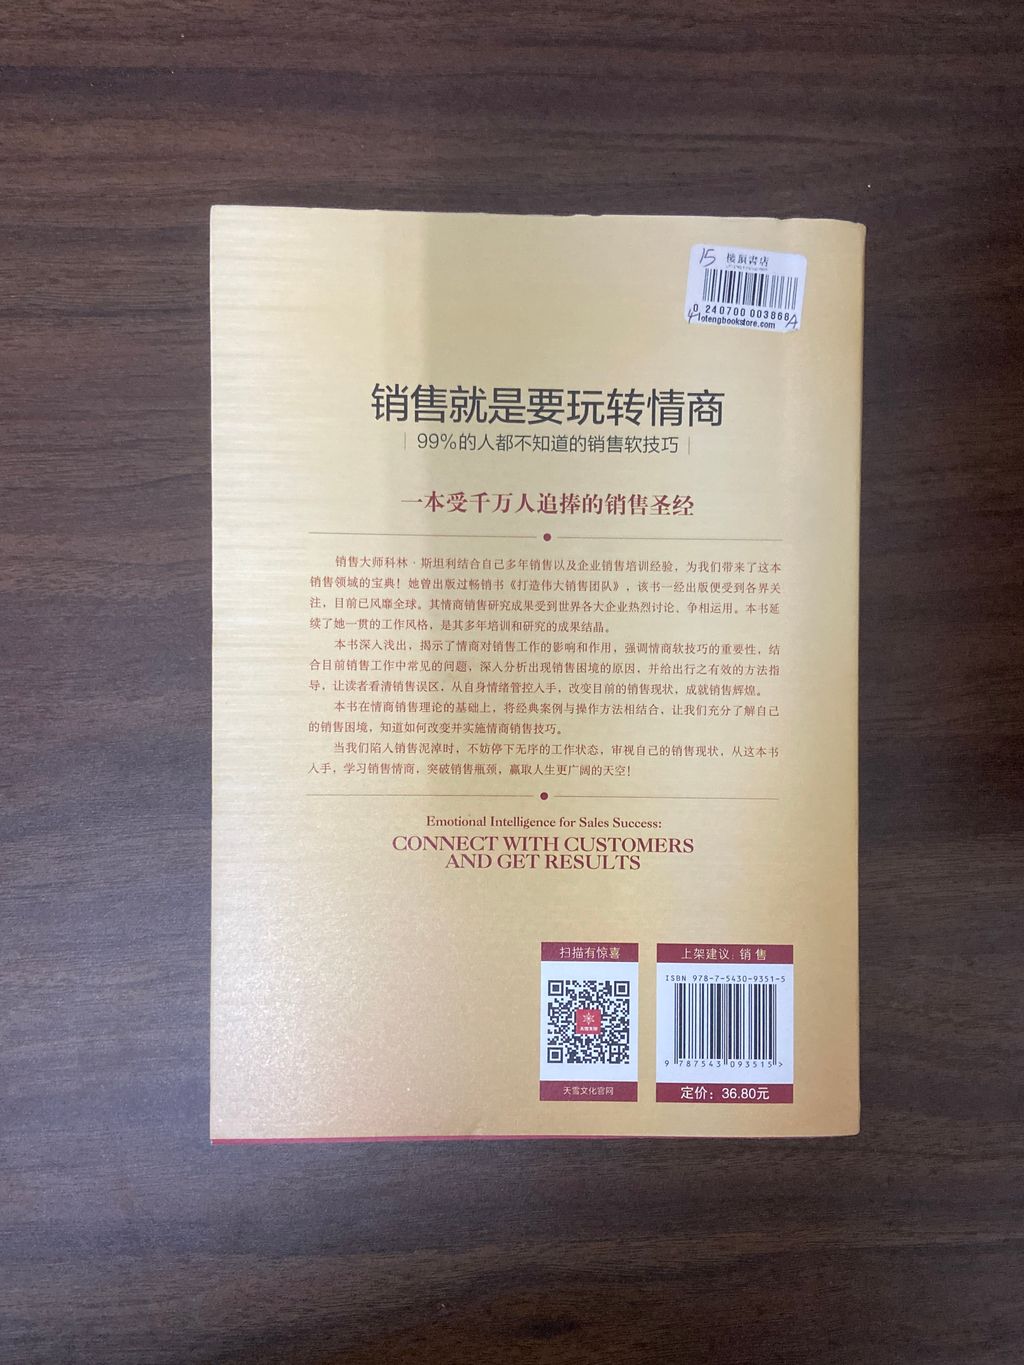 15 楼顶書店
0 240700 003868
4 lotengbookstore.com A
销售就是要玩转情商
99%的人都不知道的销售软技巧
一本受千万人追捧的销售圣经
销售大师科林·斯坦利结合自己多年销售以及企业销售培训经验，为我们带来了这本
销售领域的宝典！她曾出版过畅销书《打造伟大销售团队》，该书一经出版便受到各界关
注，目前已风靡全球。其情商销售研究成果受到世界各大企业热烈讨论、争相运用。本书延
续了她一贯的工作风格，是其多年培训和研究的成果结晶。
本书深入浅出，揭示了情商对销售工作的影响和作用，强调情商软技巧的重要性，结
合目前销售工作中常见的问题，深入分析出现销售困境的原因，并给出行之有效的方法指
导，让读者看清销售误区，从自身情绪管控入手，改变目前的销售现状，成就销售辉煌。
本书在情商销售理论的基础上，将经典案例与操作方法相结合，让我们充分了解自己
的销售困境，知道如何改变并实施情商销售技巧。
当我们陷入销售泥淖时，不妨停下无序的工作状态，审视自己的销售现状，从这本书
入手，学习销售情商，突破销售瓶颈，赢取人生更广阔的天空！
Emotional Intelligence for Sales Success:
CONNECT WITH CUSTOMERS
AND GET RESULTS
扫描有惊喜
天雪文化官网
上架建议：销售
ISBN 978-7-5430-9351-5
9 787543 093515 >
定价：36.80元